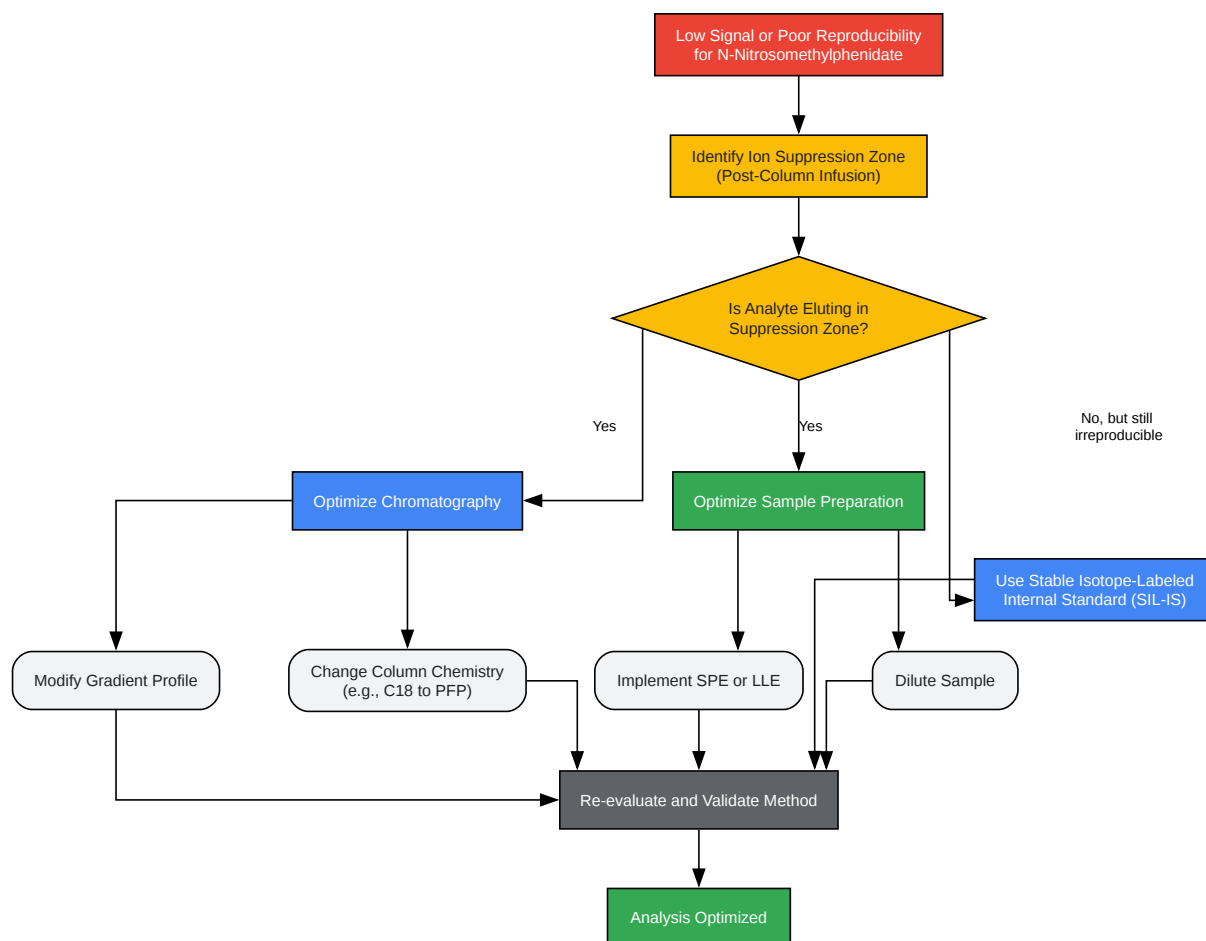 Low Signal or Poor Reproducibility
for N-Nitrosomethylphenidate
Identify Ion Suppression Zone
(Post-Column Infusion)
Is Analyte Eluting in
Suppression Zone?
Yes
Yes
No, but still
irreproducible
Optimize Chromatography
Optimize Sample Preparation
Use Stable Isotope-Labeled
Internal Standard (SIL-IS)
Modify Gradient Profile
Change Column Chemistry
(e.g., C18 to PFP)
Implement SPE or LLE
Dilute Sample
Re-evaluate and Validate Method
Analysis Optimized